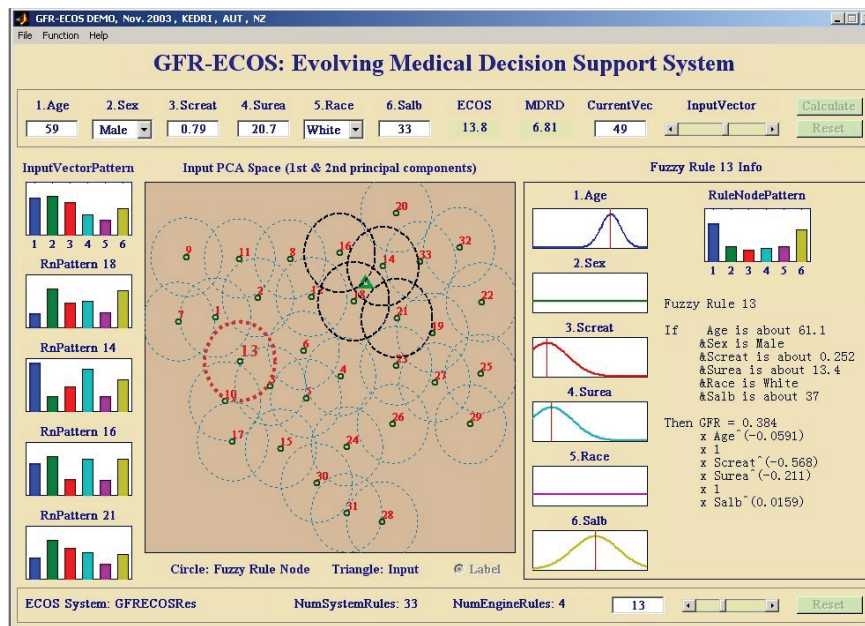 GFR-ECOS DEMO, Nov. 2003, KEDRI, AUT, NZ
File Function Help
GFR-ECOS: Evolving Medical Decision Support System
1.Age 2.Sex 3.Screat 4.Surea 5.Race 6.Salb ECOS MDRD CurrentVec InputVector Calculate
59 Male 0.79 20.7 White 33 13.8 6.81 49 Reset
InputVectorPattern
1 2 3 4 5 6
RnPattern 18
RnPattern 14
RnPattern 16
RnPattern 21
Input PCA Space (1st & 2nd principal components)
20
9 11 8 16 14 33 32
2 12 18 22
7 1 21 19
13 6 23
3 4 27 25
10 5
17 15 24 26 29
30
31 28
Circle: Fuzzy Rule Node Triangle: Input Label
Fuzzy Rule 13 Info
1.Age
2.Sex
3.Screat
4.Surea
5.Race
6.Salb
RuleNodePattern
1 2 3 4 5 6
Fuzzy Rule 13
If Age is about 61.1
&Sex is Male
&Screat is about 0.252
&Surea is about 13.4
&Race is White
&Salb is about 37
Then GFR = 0.384
x Age^(-0.0591)
x 1
x Screat^(-0.568)
x Surea^(-0.211)
x 1
x Salb^(0.0159)
ECOS System: GFRECOSRes NumSystemRules: 33 NumEngineRules: 4 13 Reset